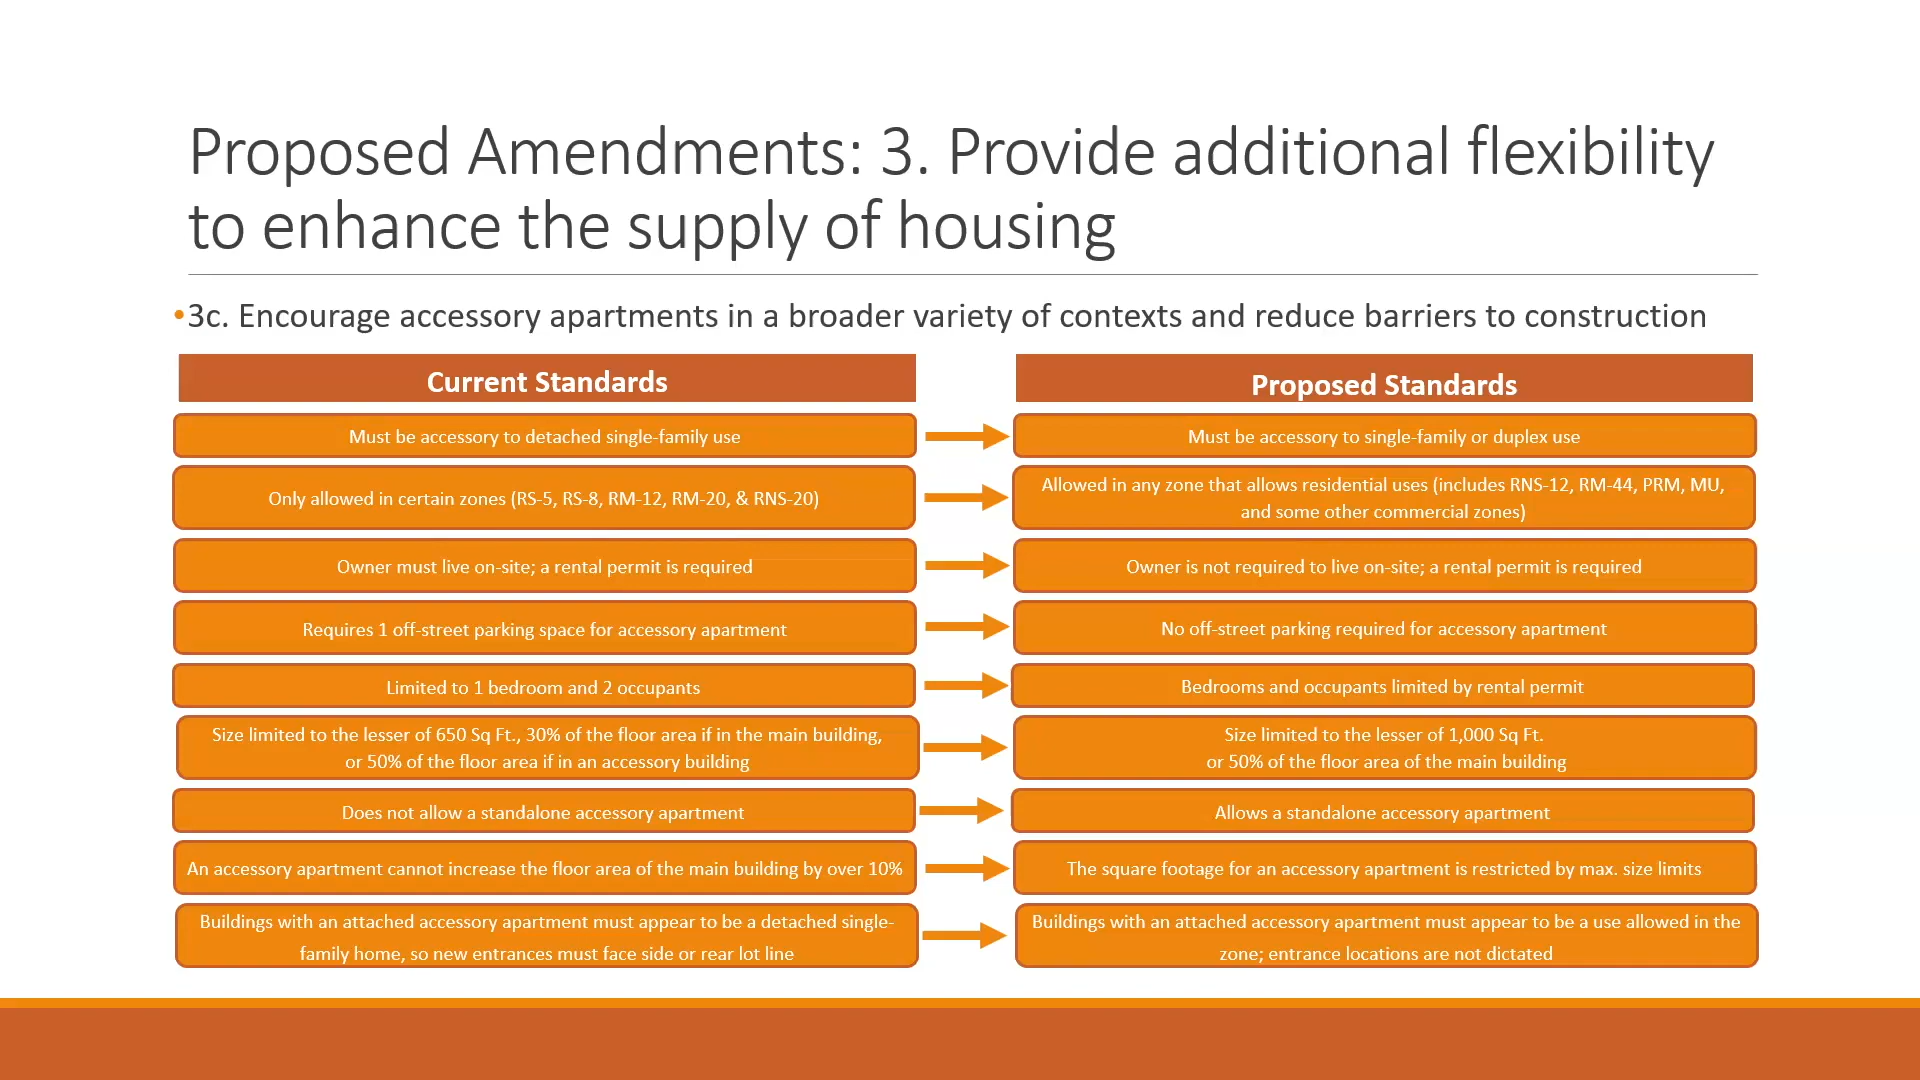 Proposed Amendments: 3. Provide additional flexibility
to enhance the supply of housing
•3c. Encourage accessory apartments in a broader variety of contexts and reduce barriers to construction
Current Standards
Proposed Standards
Must be accessory to detached single-family use
Must be accessory to single-family or duplex use
Only allowed in certain zones (RS-5, RS-8, RM-12, RM-20, & RNS-20)
Allowed in any zone that allows residential uses (includes RNS-12, RM-44, PRM, MU,
and some other commercial zones)
Owner must live on-site; a rental permit is required
Owner is not required to live on-site; a rental permit is required
Requires 1 off-street parking space for accessory apartment
No off-street parking required for accessory apartment
Limited to 1 bedroom and 2 occupants
Bedrooms and occupants limited by rental permit
Size limited to the lesser of 650 Sq Ft., 30% of the floor area if in the main building,
or 50% of the floor area if in an accessory building
Size limited to the lesser of 1,000 Sq Ft.
or 50% of the floor area of the main building
Does not allow a standalone accessory apartment
Allows a standalone accessory apartment
An accessory apartment cannot increase the floor area of the main building by over 10%
The square footage for an accessory apartment is restricted by max. size limits
Buildings with an attached accessory apartment must appear to be a detached single-
family home, so new entrances must face side or rear lot line
Buildings with an attached accessory apartment must appear to be a use allowed in the
zone; entrance locations are not dictated